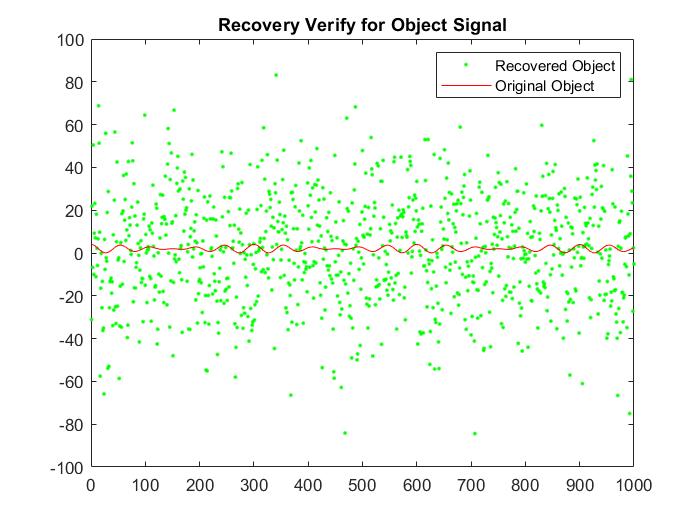 Recovery Verify for Object Signal
100
80
60
40
20
0
-20
-40
-60
-80
-100
Recovered Object
Original Object
0 100 200 300 400 500 600 700 800 900 1000